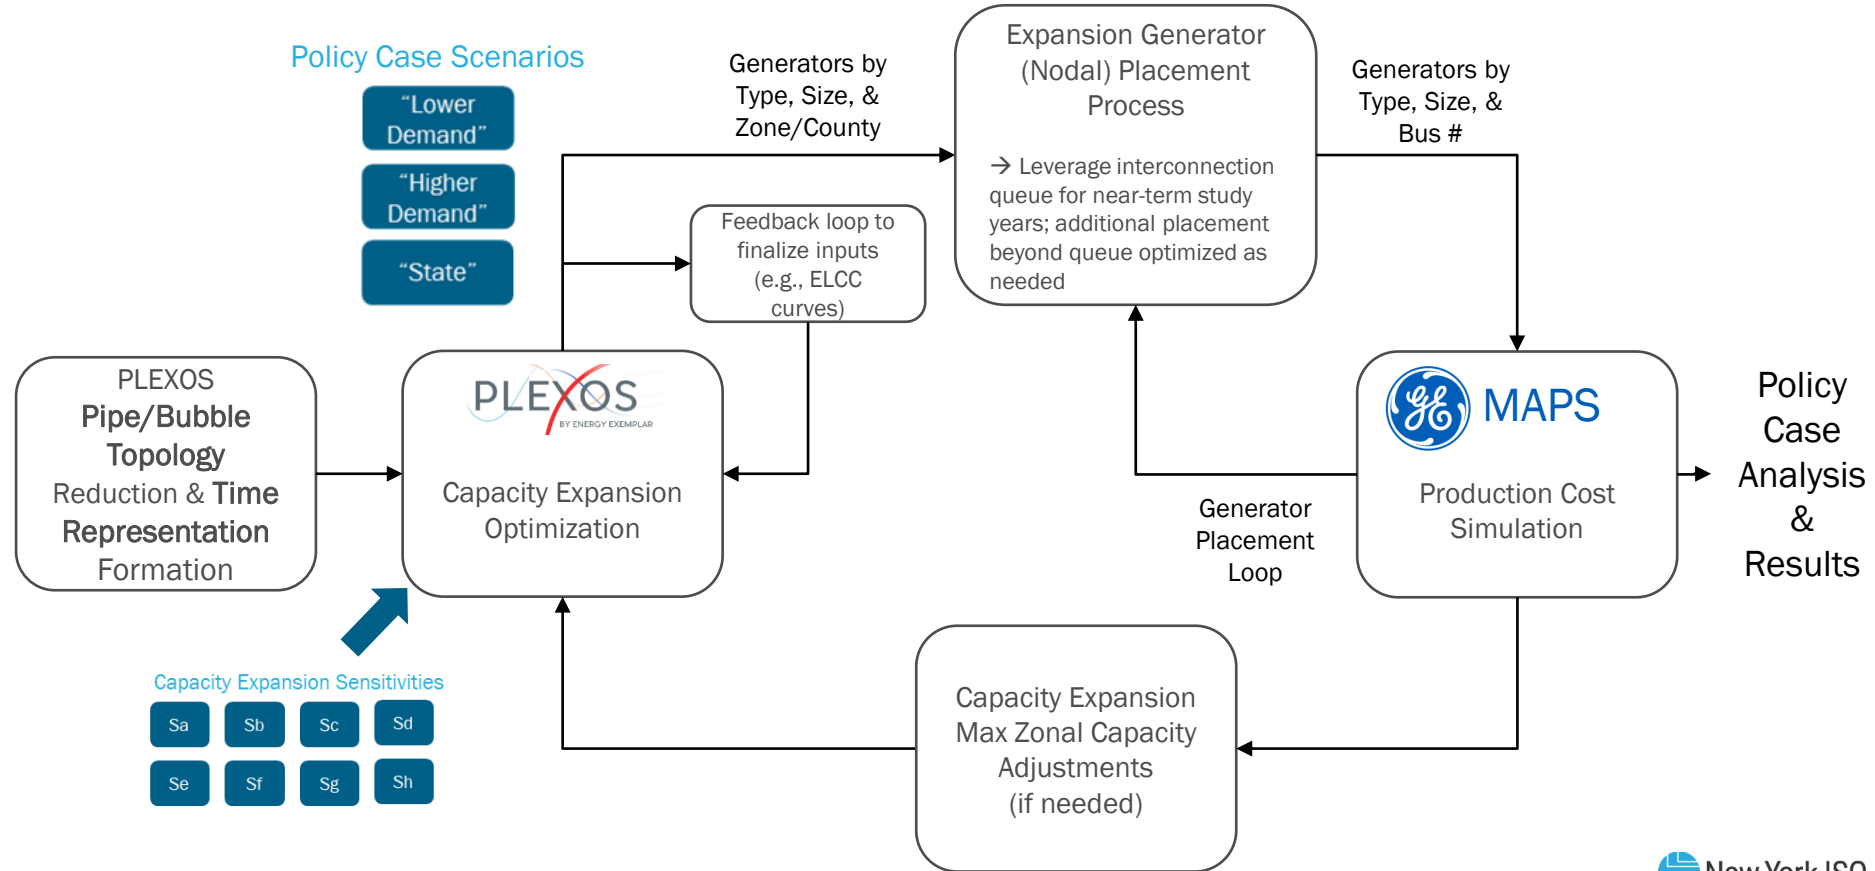 Policy Case Scenarios
“Lower
Demand”
“Higher
Demand”
“State”
Generators by
Type, Size, &
Zone/County
Expansion Generator
(Nodal) Placement
Process
→ Leverage interconnection
queue for near-term study
years; additional placement
beyond queue optimized as
needed
Generators by
Type, Size, &
Bus #
Feedback loop to
finalize inputs
(e.g., ELCC
curves)
PLEXOS
Pipe/Bubble
Topology
Reduction & Time
Representation
Formation
PLEXOS
BY ENERGY EXEMPLAR
Capacity Expansion
Optimization
GE MAPS
Production Cost
Simulation
Policy
Case
Analysis
&
Results
Generator
Placement
Loop
Capacity Expansion Sensitivities
Sa Sb Sc Sd
Se Sf Sg Sh
Capacity Expansion
Max Zonal Capacity
Adjustments
(if needed)
New York ISO